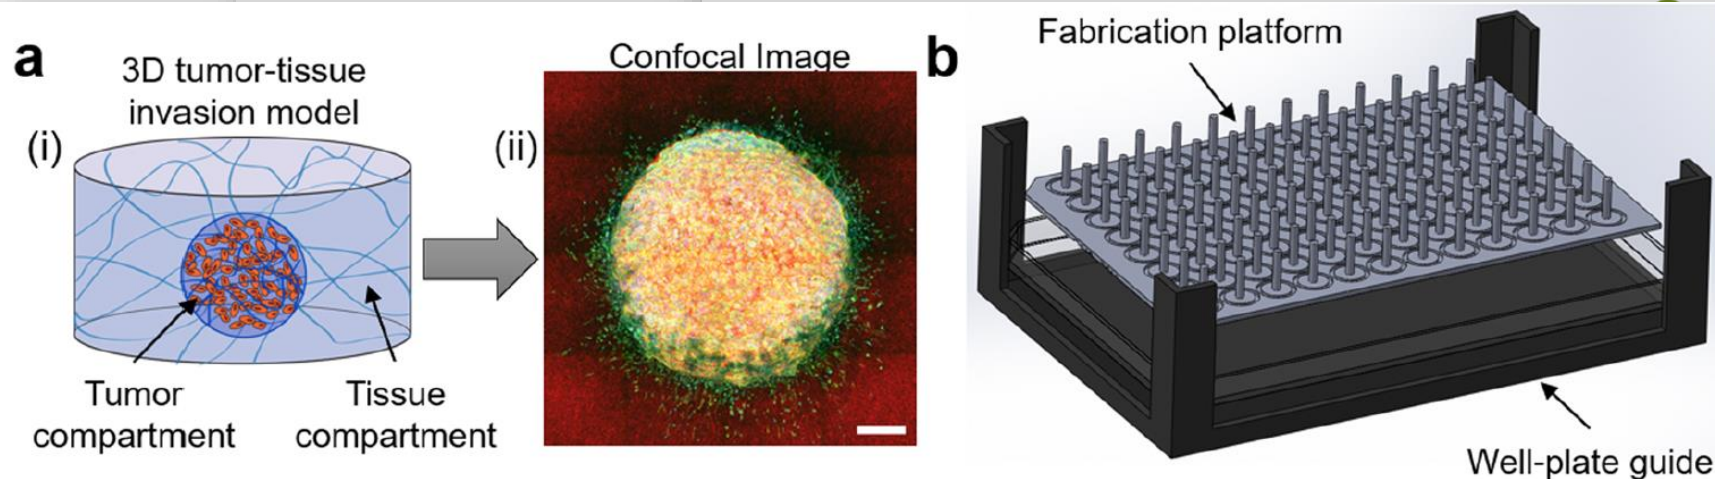 a
3D tumor-tissue
invasion model
(i)
Tumor
compartment
Tissue
compartment
(ii)
Confocal Image
b
Fabrication platform
Well-plate guide